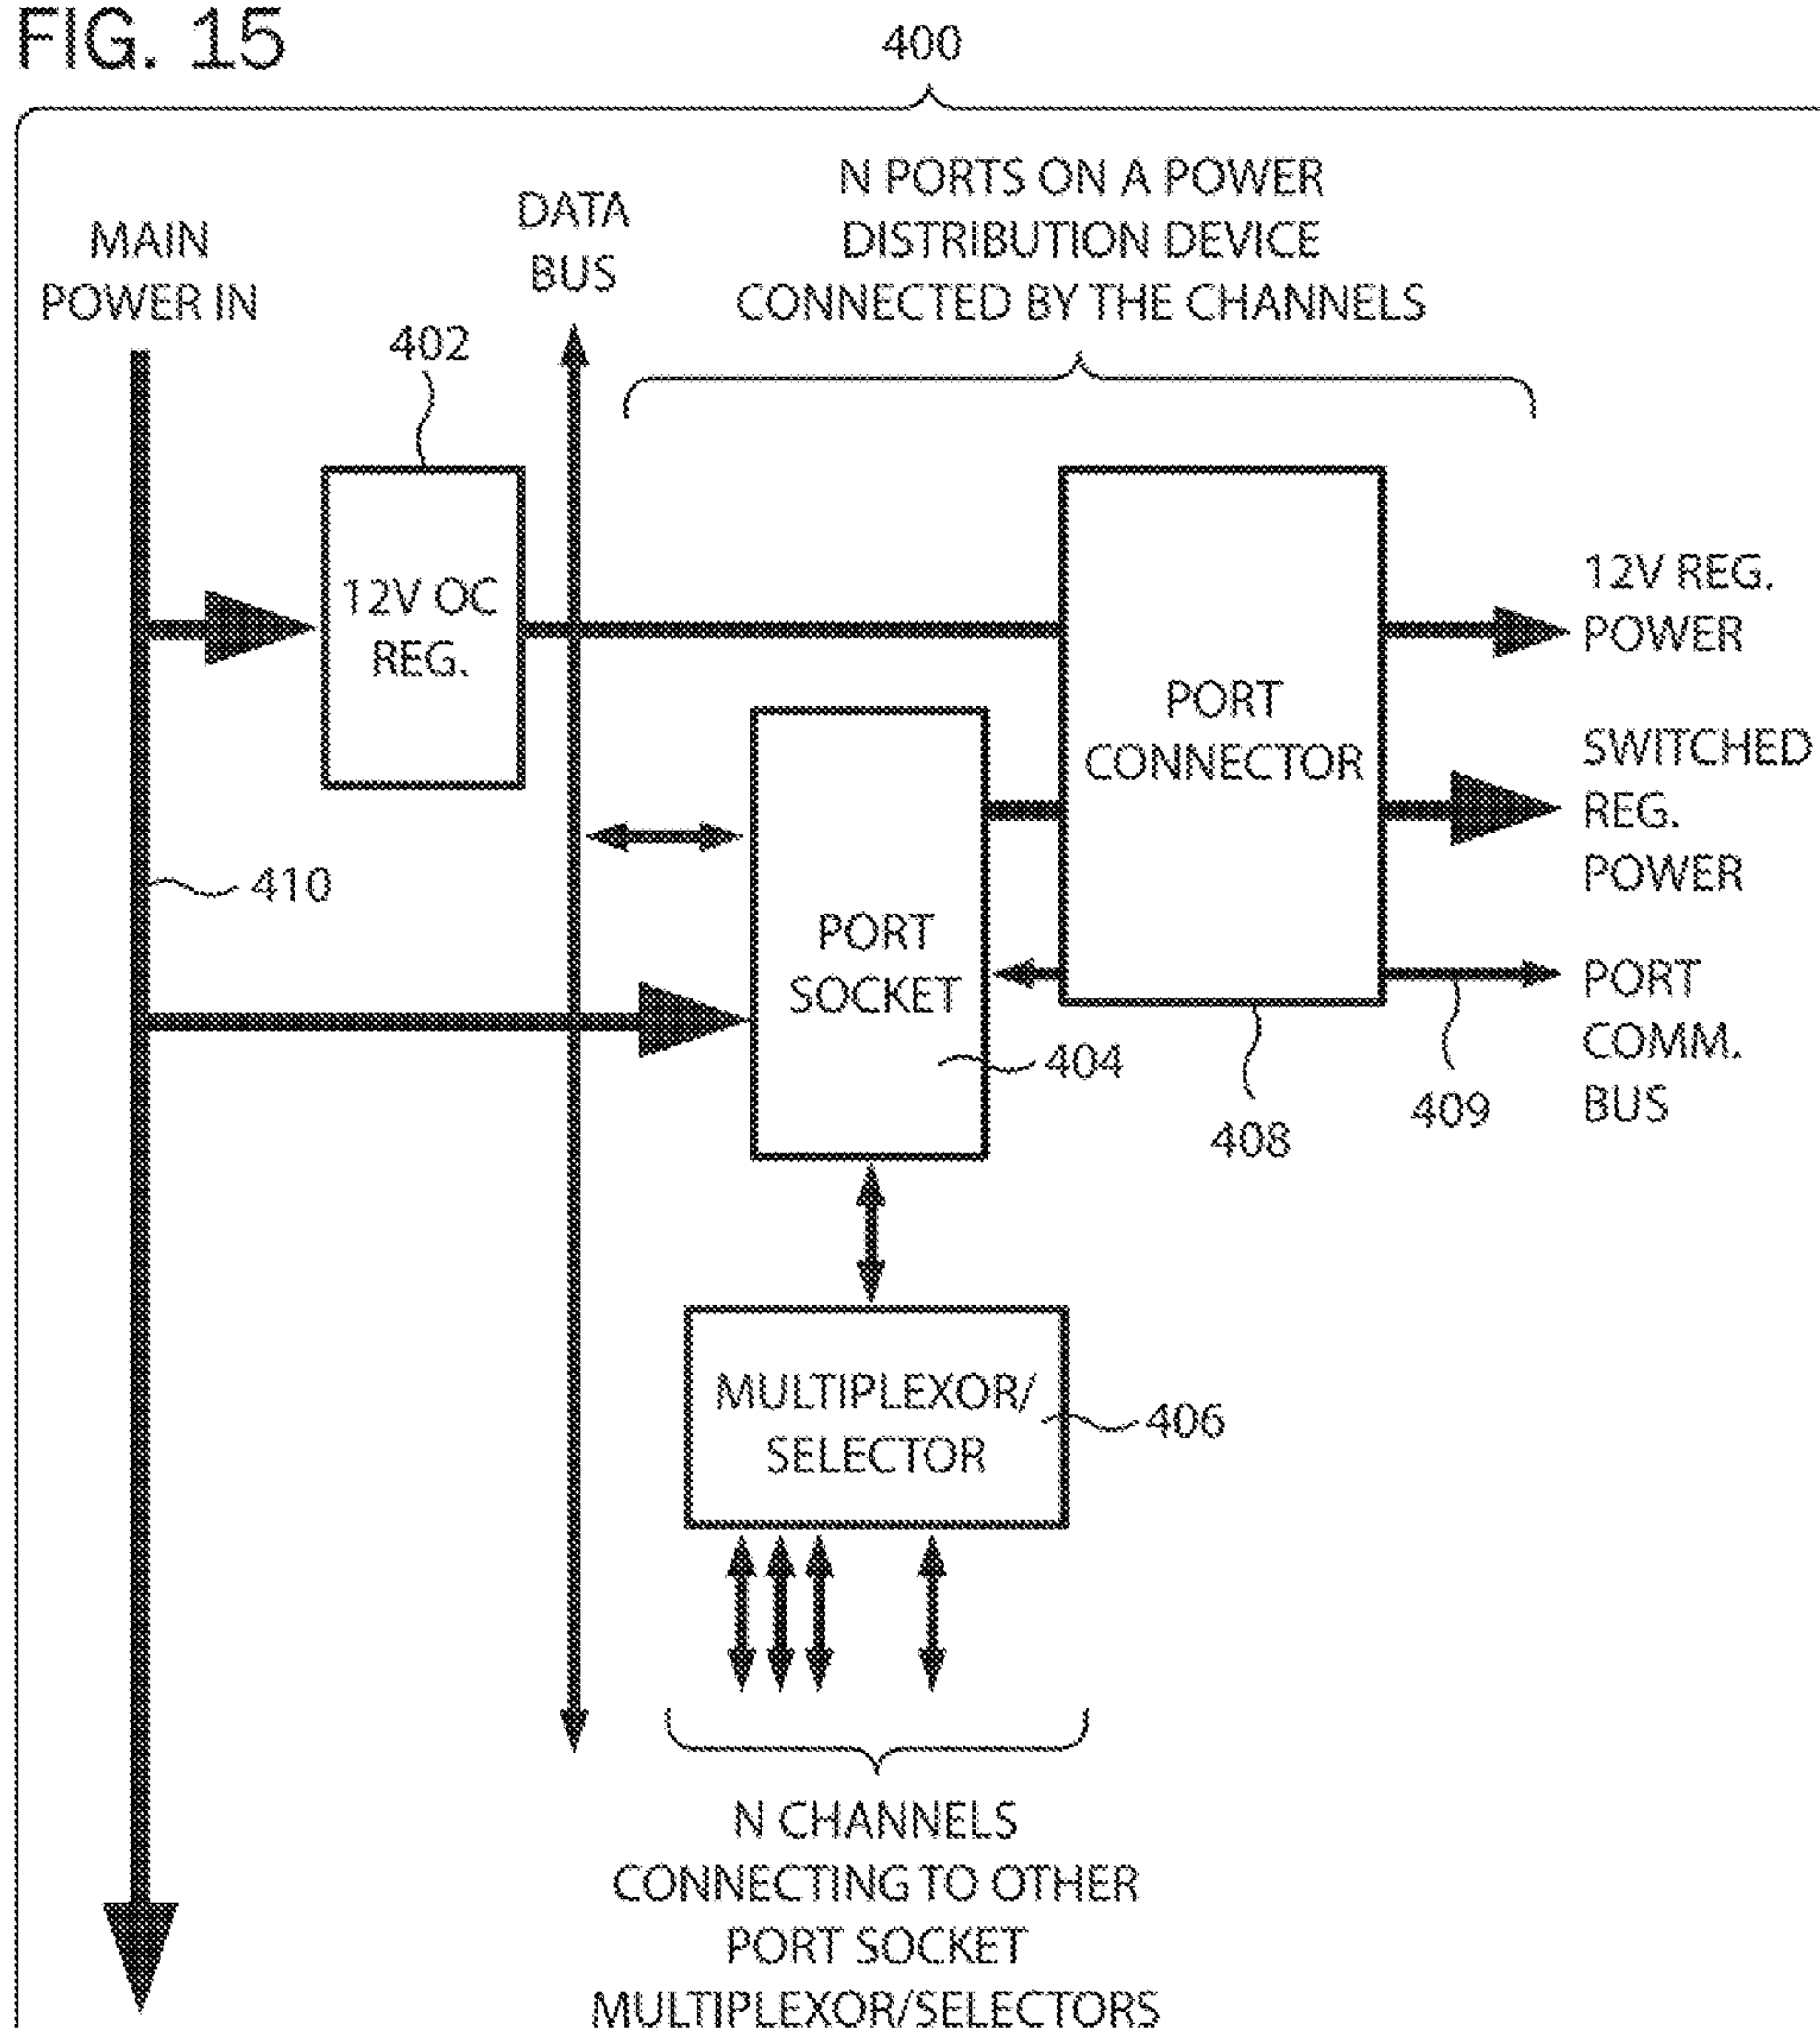 FIG. 15
400
N PORTS ON A POWER
DISTRIBUTION DEVICE
CONNECTED BY THE CHANNELS
DATA
BUS
MAIN
POWER IN
402
12V OC
REG.
PORT
CONNECTOR
12V REG.
POWER
SWITCHED
REG.
POWER
410
PORT
SOCKET
404
408
409
PORT
COMM.
BUS
MULTIPLEXOR/
SELECTOR
406
N CHANNELS
CONNECTING TO OTHER
PORT SOCKET
MULTIPLEXOR/SELECTORS